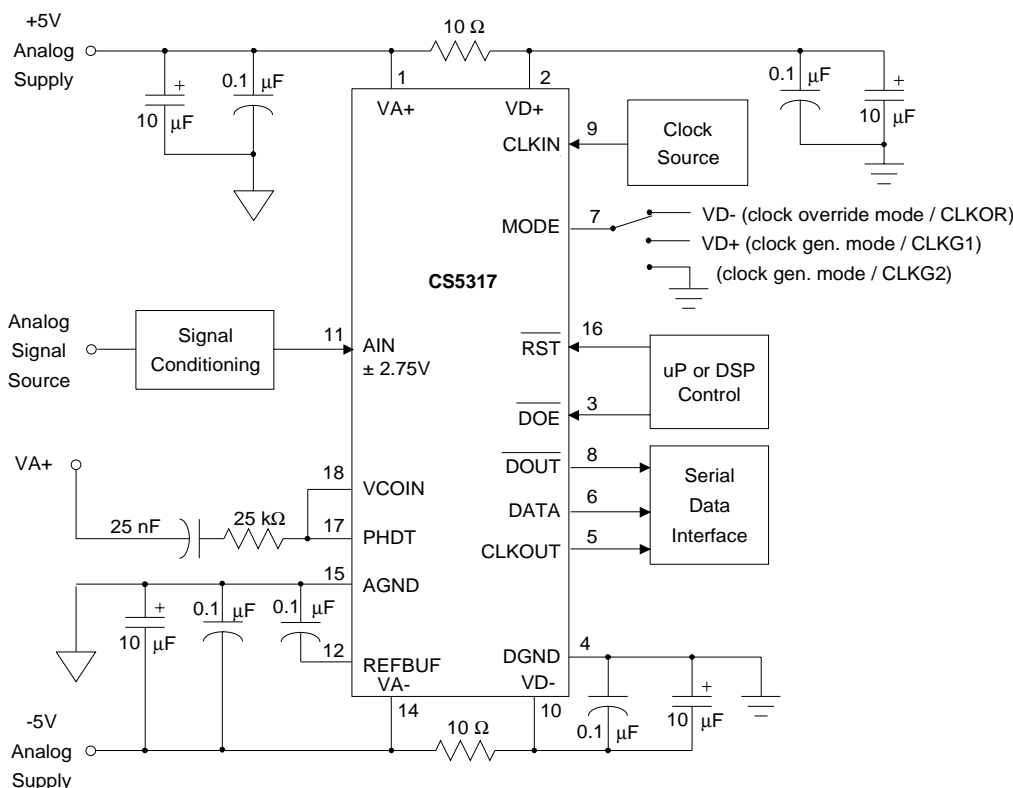 +5V
Analog
Supply
10 Ω
1
2
0.1 μF
+
10 μF
0.1 μF
+
10 μF
VA+
VD+
CLKIN
9
Clock
Source
MODE
7
VD- (clock override mode / CLKOR)
VD+ (clock gen. mode / CLKG1)
(clock gen. mode / CLKG2)
CS5317
Analog
Signal
Source
Signal
Conditioning
11
AIN
± 2.75V
RST
16
uP or DSP
Control
DOE
3
VA+
18
VCOIN
DOUT
8
Serial
Data
Interface
DATA
6
25 nF
25 kΩ
17
PHDT
CLKOUT
5
15
AGND
+
10 μF
0.1 μF
0.1 μF
12
REFBUF
DGND
4
VA-
VD-
14
10
+
10 μF
0.1 μF
-5V
Analog
Supply
10 Ω